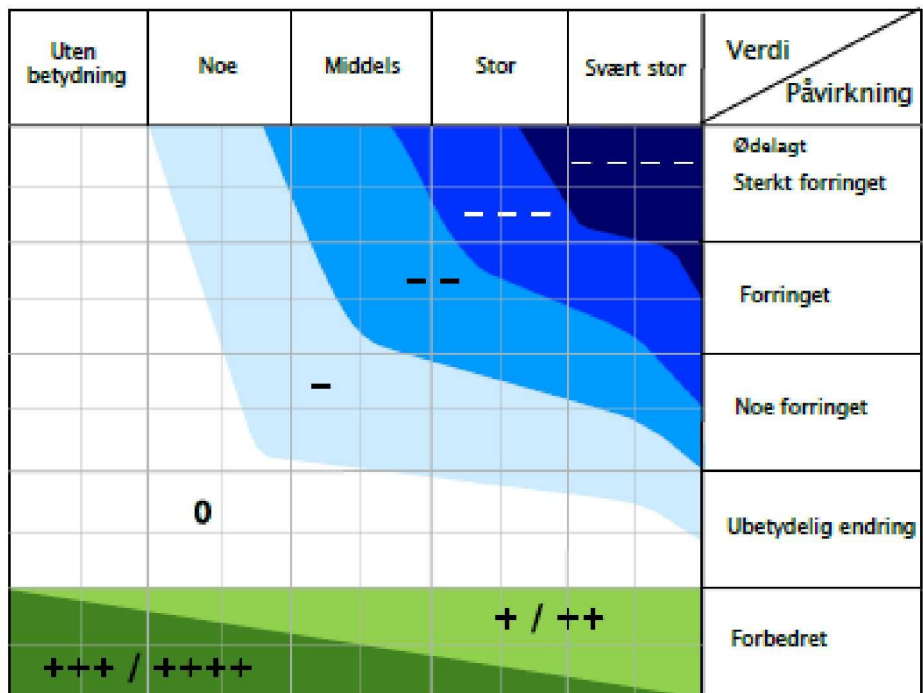 Uten
betydning
Noe
Middels
Stor
Svært stor
Verdi
Påvirkning
Ødelagt
Sterkt forringet
– – – –
– – –
– –
Forringet
–
Noe forringet
0
Ubetydelig endring
+ / ++
Forbedret
+++ / ++++